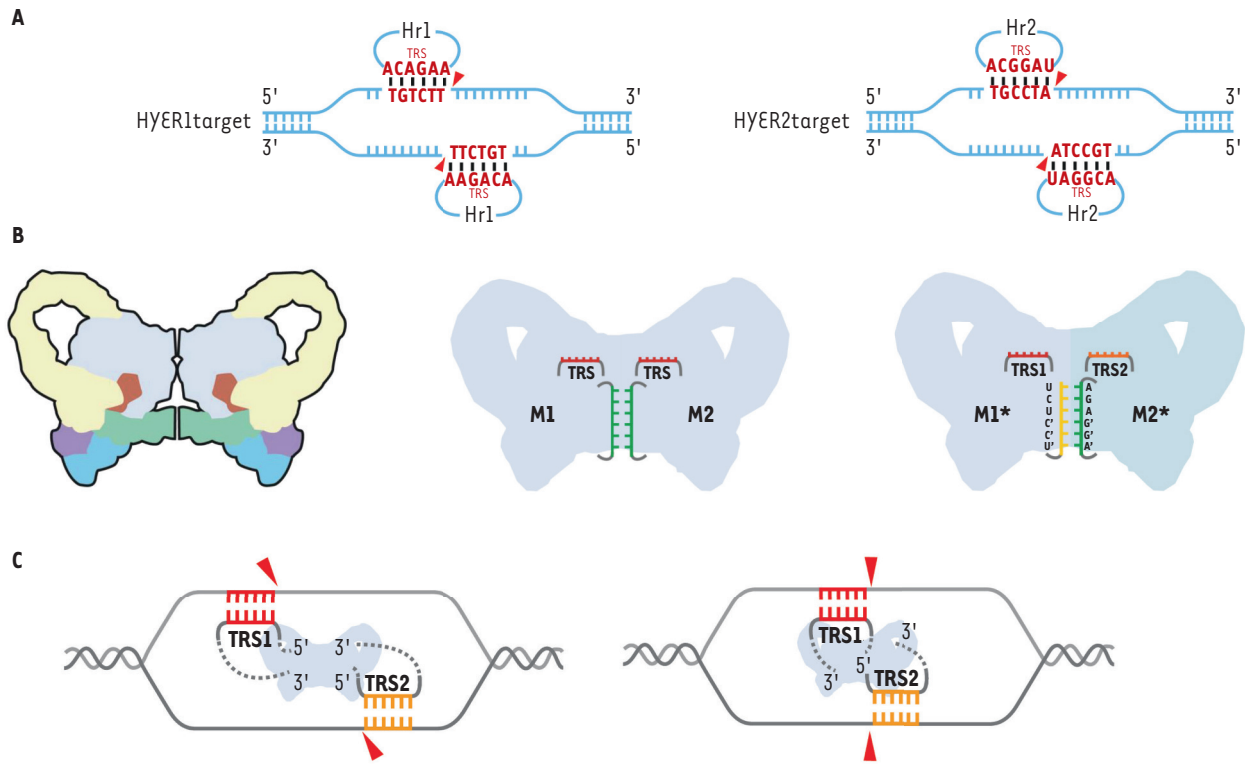 A
Hr1
TRS
ACAGAA
TGTCTT
5'
3'
HYER1target
3'
5'
TTCTGT
AAGACA
TRS
Hr1
Hr2
TRS
ACGGAU
TGCCTA
5'
3'
HYER2target
3'
5'
ATCCGT
UAGGCA
TRS
Hr2
B
TRS
TRS
M1
M2
TRS1
TRS2
U
C
U
C'
C'
U'
A
G
A
G'
G'
A'
M1*
M2*
C
TRS1
5'
3'
3'
5'
TRS2
TRS1
3'
5'
3'
TRS2